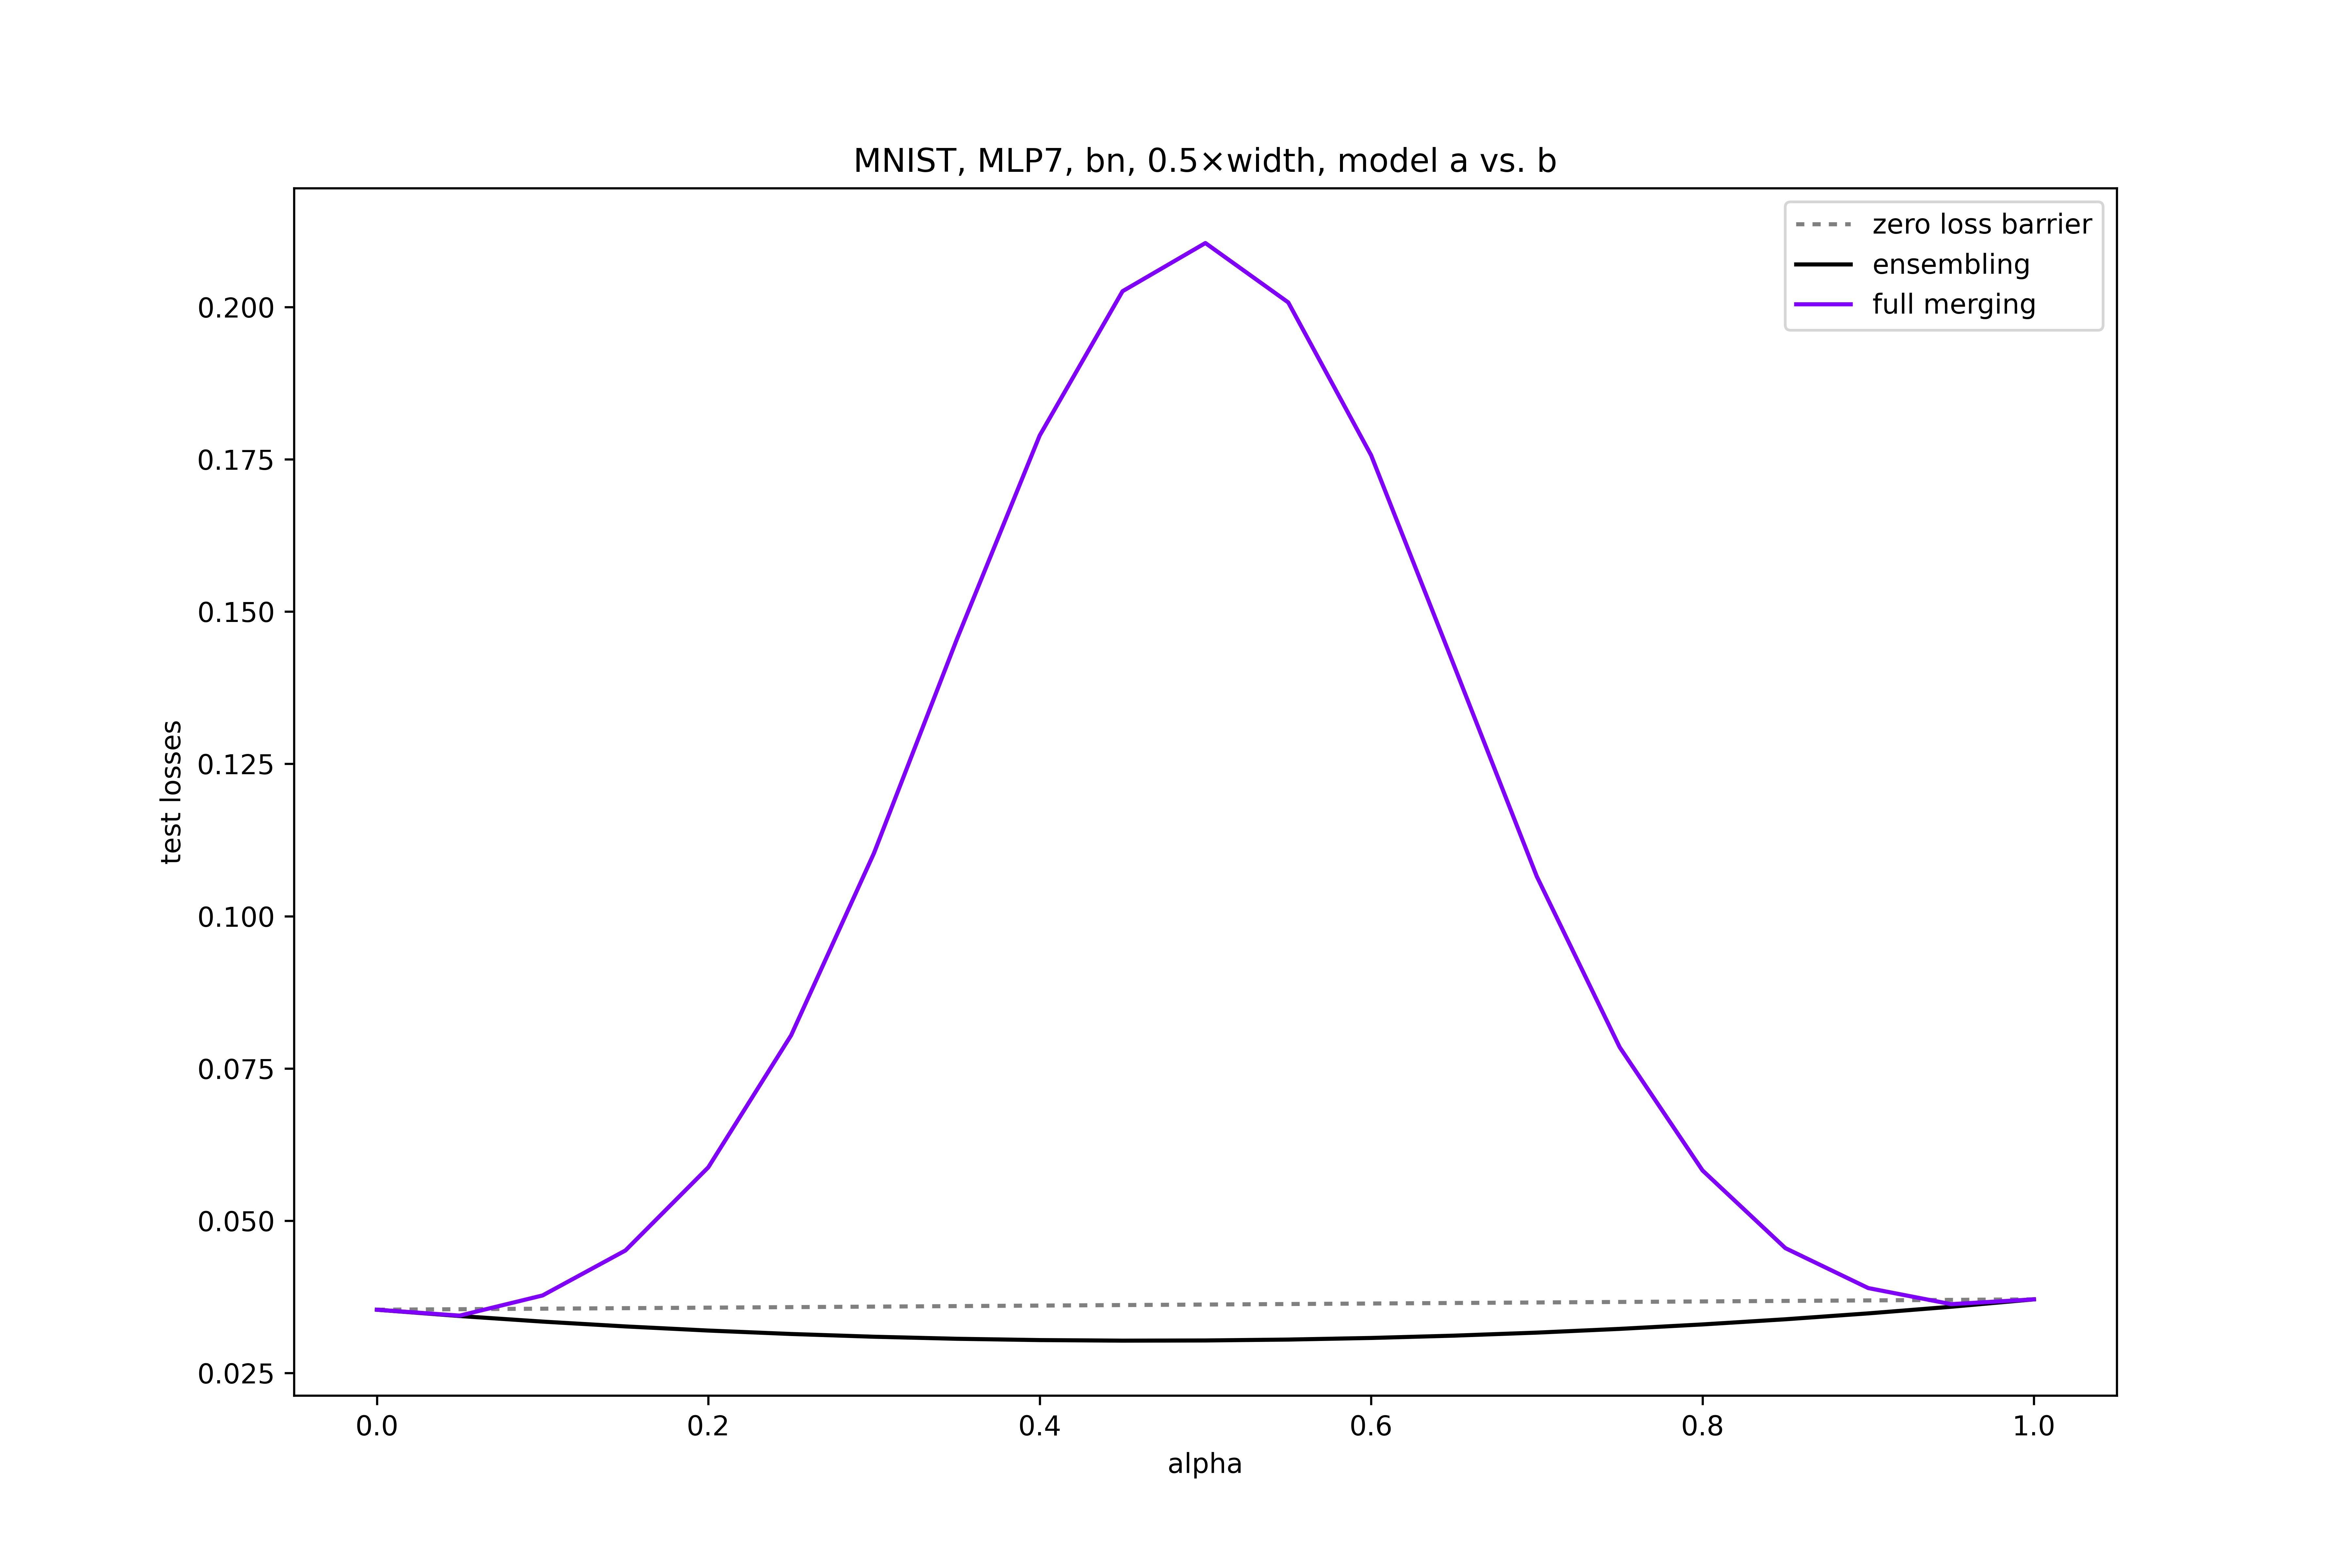 MNIST, MLP7, bn, 0.5×width, model a vs. b
zero loss barrier
ensembling
full merging
0.200
0.175
0.150
0.125
0.100
0.075
0.050
0.025
test losses
0.0 0.2 0.4 0.6 0.8 1.0
alpha